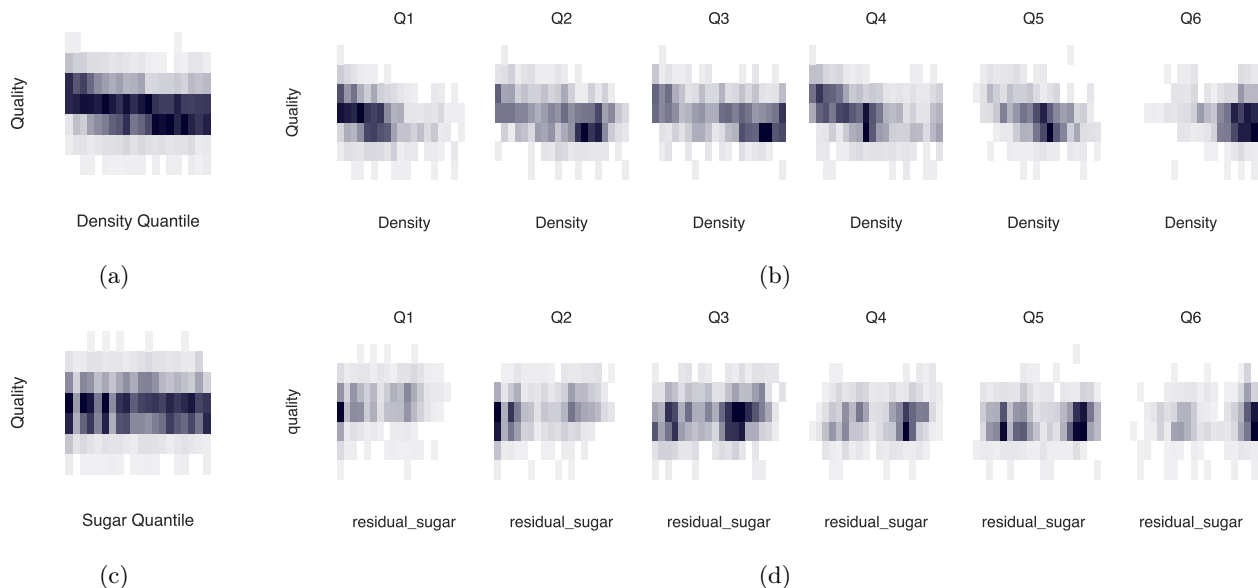 Q1 Q2 Q3 Q4 Q5 Q6
Quality
Quality
Density Quantile
Density Density Density Density Density Density
(a)
(b)
Q1 Q2 Q3 Q4 Q5 Q6
Quality
quality
Sugar Quantile
residual_sugar residual_sugar residual_sugar residual_sugar residual_sugar residual_sugar
(c)
(d)